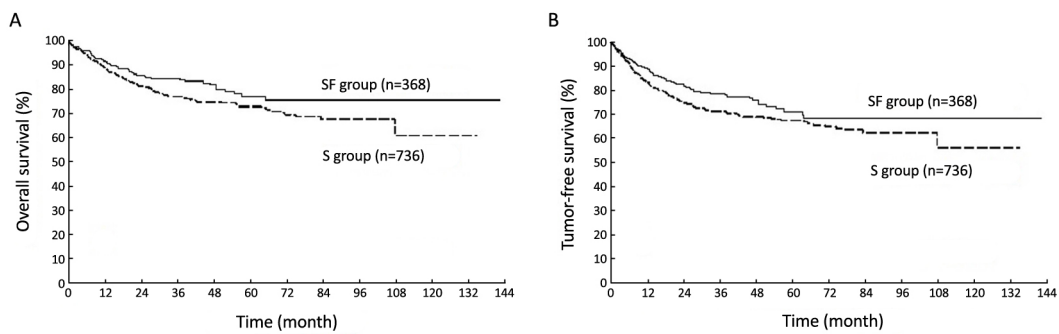 A
Overall survival (%)
100
90
80
70
60
50
40
30
20
10
0
SF group (n=368)
S group (n=736)
0 12 24 36 48 60 72 84 96 108 120 132 144
Time (month)
B
Tumor-free survival (%)
100
90
80
70
60
50
40
30
20
10
0
SF group (n=368)
S group (n=736)
0 12 24 36 48 60 72 84 96 108 120 132 144
Time (month)